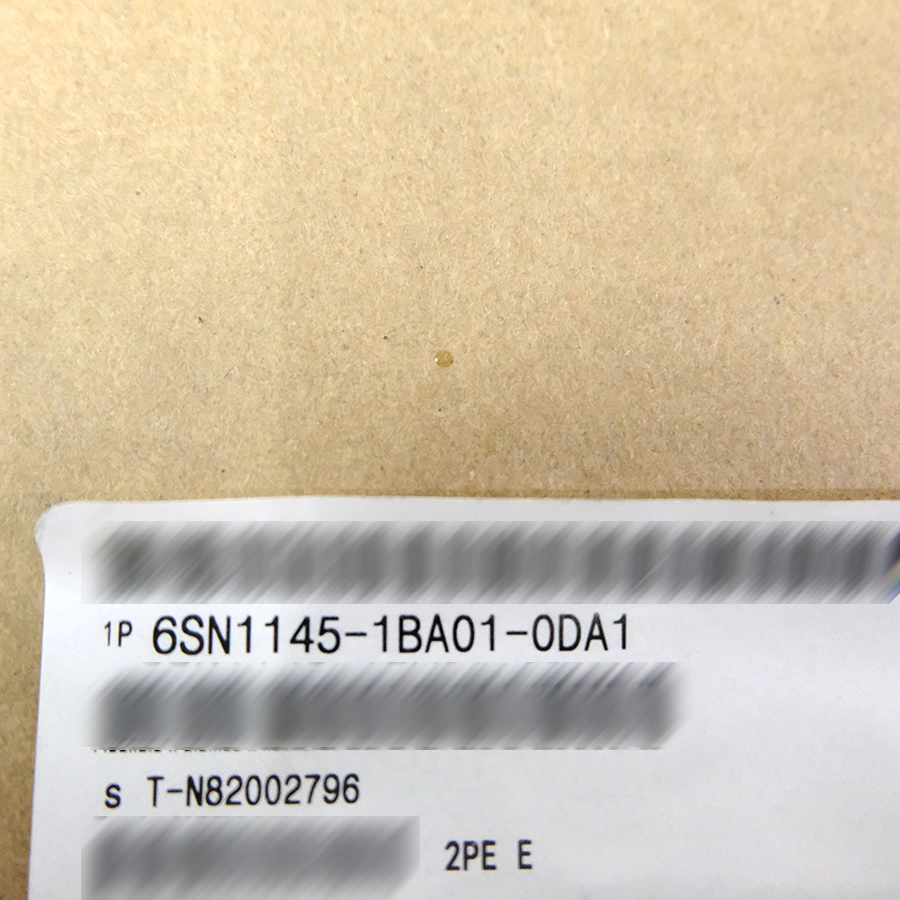 1P 6SN1145-1BA01-0DA1
S T-N82002796
2PE E